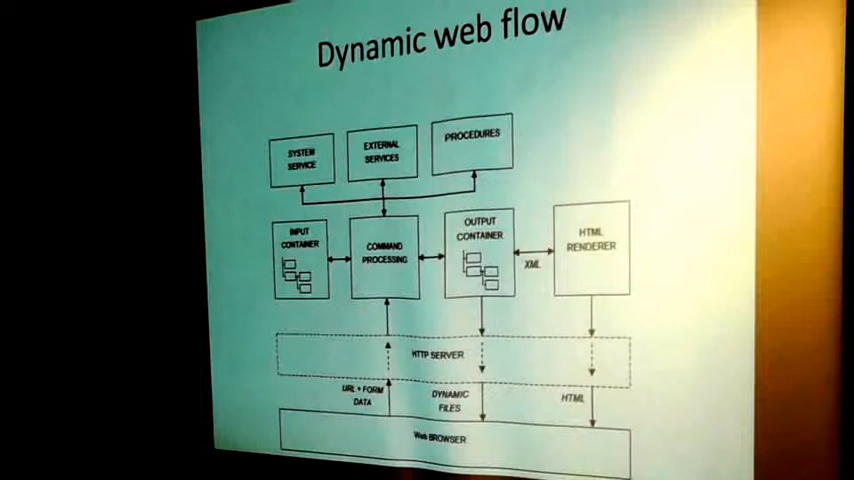 Dynamic web flow
SYSTEM
SERVICE
EXTERNAL
SERVICES
PROCEDURES
INPUT
CONTAINER
COMMAND
PROCESSING
OUTPUT
CONTAINER
XML
HTML
RENDERER
HTTP SERVER
URL + FORM
DATA
DYNAMIC
FILES
HTML
Web BROWSER